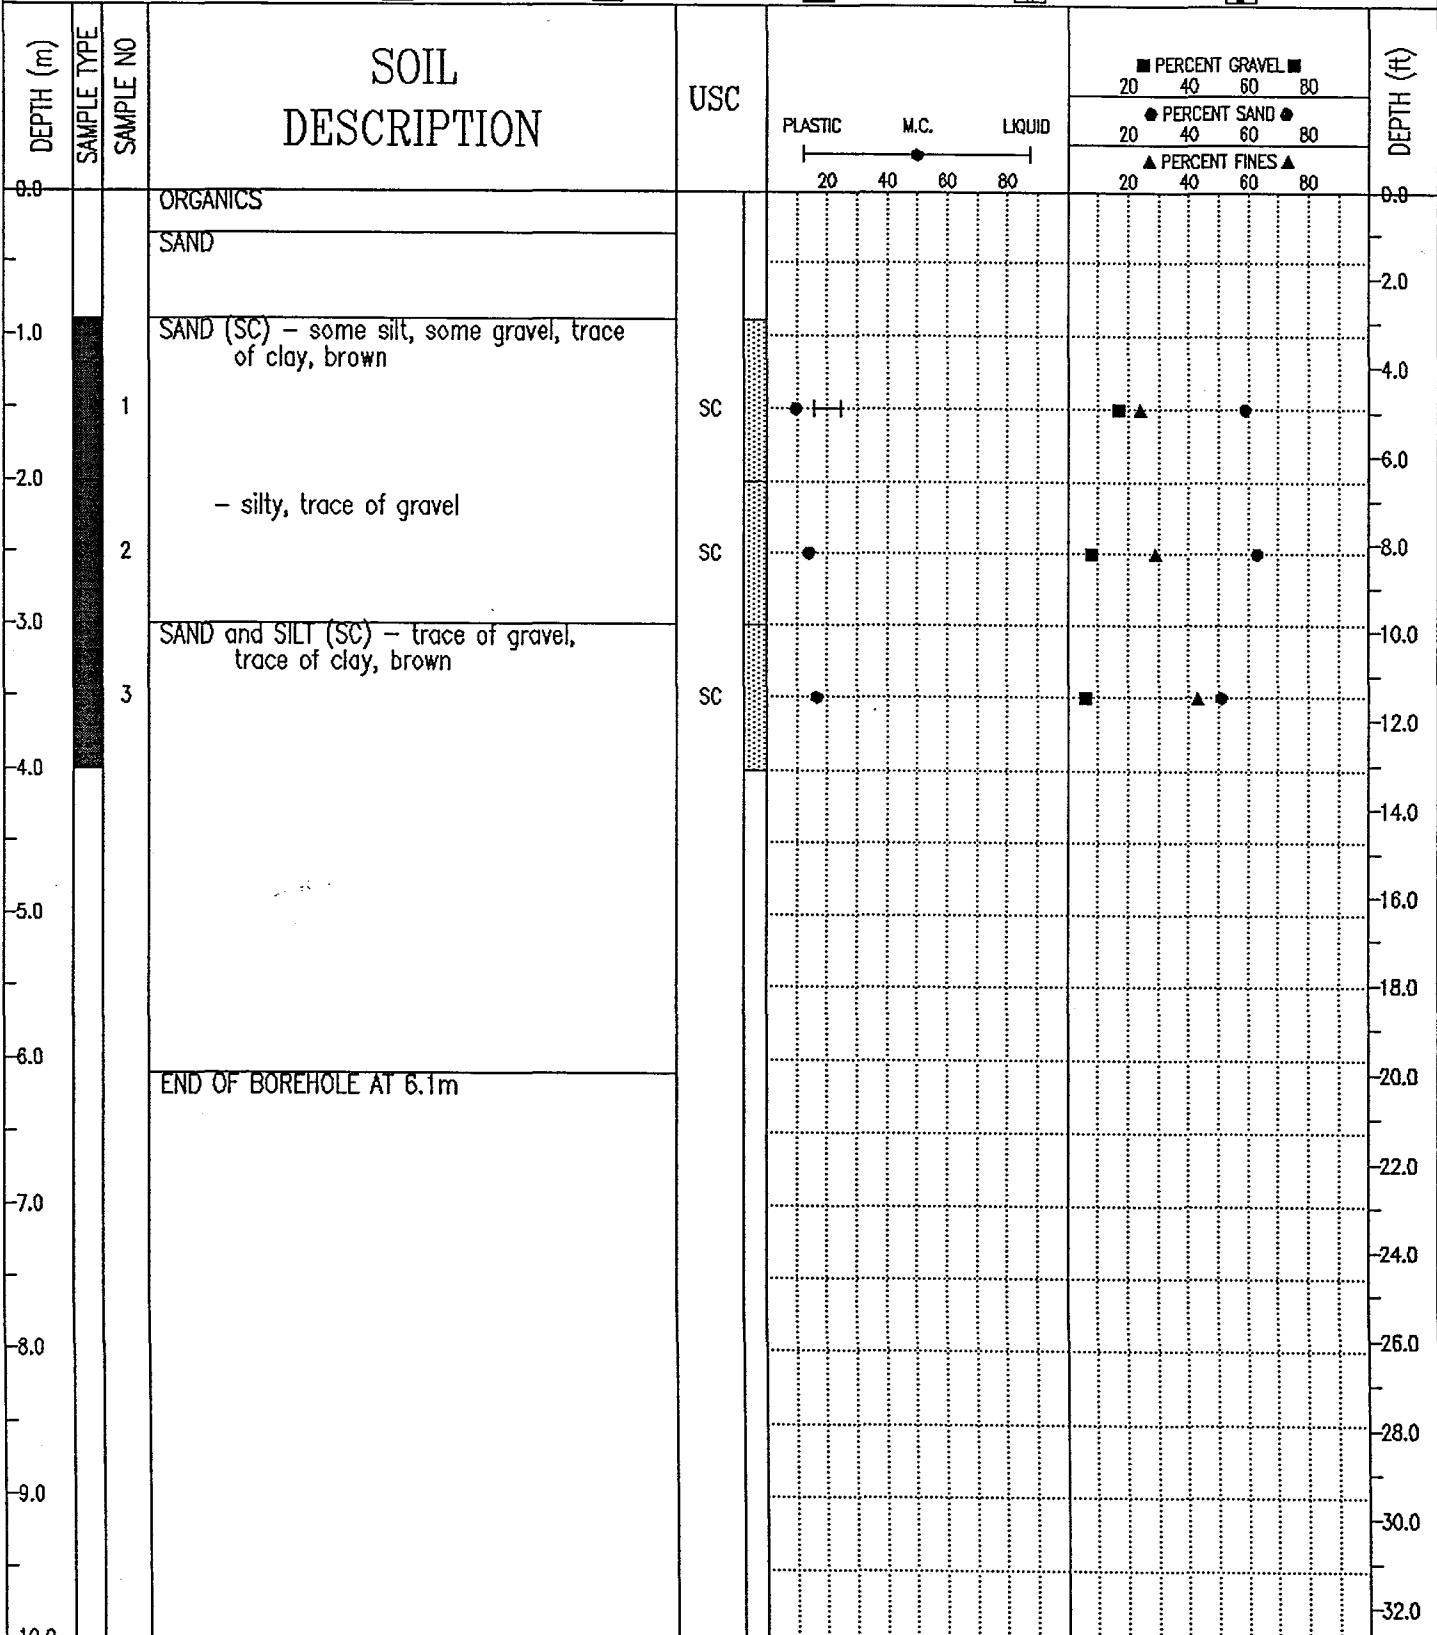 DEPTH (m)
SAMPLE TYPE
SAMPLE NO
SOIL
DESCRIPTION
USC
PLASTIC M.C. LIQUID
20 40 60 80
■ PERCENT GRAVEL ■
20 40 60 80
● PERCENT SAND ●
20 40 60 80
▲ PERCENT FINES ▲
20 40 60 80
DEPTH (ft)
0.0
ORGANICS
0.0
SAND
2.0
1.0
SAND (SC) – some silt, some gravel, trace
of clay, brown
4.0
1
SC
6.0
2.0
– silty, trace of gravel
2
SC
8.0
3.0
SAND and SILT (SC) – trace of gravel,
trace of clay, brown
10.0
3
SC
12.0
4.0
14.0
16.0
5.0
18.0
6.0
20.0
END OF BOREHOLE AT 6.1m
22.0
7.0
24.0
8.0
26.0
28.0
9.0
30.0
32.0